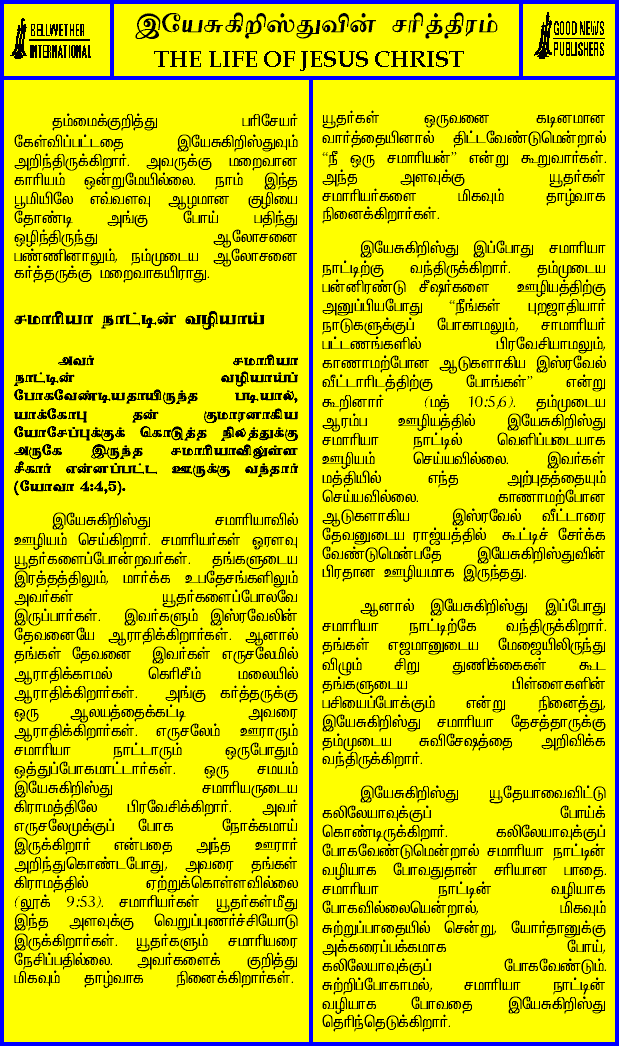 BELLWETHER
INTERNATIONAL
இயேசுகிறிஸ்துவின் சரித்திரம்
THE LIFE OF JESUS CHRIST
GOOD NEWS
PUBLISHERS
தம்மைக்குறித்து பரிசேயர்
கேள்விப்பட்டதை இயேசுகிறிஸ்துவும்
அறிந்திருக்கிறார். அவருக்கு மறைவான
காரியம் ஒன்றுமேயில்லை. நாம் இந்த
பூமியிலே எவ்வளவு ஆழமான குழியை
தோண்டி அங்கு போய் பதிந்து
ஒழிந்திருந்து ஆலோசனை
பண்ணினாலும், நம்முடைய ஆலோசனை
கர்த்தருக்கு மறைவாகயிராது.
சமாரியா நாட்டின் வழியாய்
அவர் சமாரியா
நாட்டின் வழியாய்ப்
போகவேண்டியதாயிருந்த படியால்,
யாக்கோபு தன் குமாரனாகிய
யோசேப்புக்குக் கொடுத்த நிலத்துக்கு
அருகே இருந்த சமாரியாவிலுள்ள
சீகார் என்னப்பட்ட ஊருக்கு வந்தார்
(யோவா 4:4,5).
இயேசுகிறிஸ்து சமாரியாவில்
ஊழியம் செய்கிறார். சமாரியர்கள் ஓரளவு
யூதர்களைப்போன்றவர்கள். தங்களுடைய
இரத்தத்திலும், மார்க்க உபதேசங்களிலும்
அவர்கள் யூதர்களைப்போலவே
இருப்பார்கள். இவர்களும் இஸ்ரவேலின்
தேவனையே ஆராதிக்கிறார்கள். ஆனால்
தங்கள் தேவனை இவர்கள் எருசலேமில்
ஆராதிக்காமல் கெரிசீம் மலையில்
ஆராதிக்கிறார்கள். அங்கு கர்த்தருக்கு
ஒரு ஆலயத்தைக்கட்டி அவரை
ஆராதிக்கிறார்கள். எருசலேம் ஊராரும்
சமாரியா நாட்டாரும் ஒருபோதும்
ஒத்துப்போகமாட்டார்கள். ஒரு சமயம்
இயேசுகிறிஸ்து சமாரியருடைய
கிராமத்திலே பிரவேசிக்கிறார். அவர்
எருசலேமுக்குப் போக நோக்கமாய்
இருக்கிறார் என்பதை அந்த ஊரார்
அறிந்துகொண்டபோது, அவரை தங்கள்
கிராமத்தில் ஏற்றுக்கொள்ளவில்லை
(லூக் 9:53). சமாரியர்கள் யூதர்கள்மீது
இந்த அளவுக்கு வெறுப்புணர்ச்சியோடு
இருக்கிறார்கள். யூதர்களும் சமாரியரை
நேசிப்பதில்லை. அவர்களைக் குறித்து
மிகவும் தாழ்வாக நினைக்கிறார்கள்.
யூதர்கள் ஒருவனை கடினமான
வார்த்தையினால் திட்டவேண்டுமென்றால்
“நீ ஒரு சமாரியன்” என்று கூறுவார்கள்.
அந்த அளவுக்கு யூதர்கள்
சமாரியர்களை மிகவும் தாழ்வாக
நினைக்கிறார்கள்.
இயேசுகிறிஸ்து இப்போது சமாரியா
நாட்டிற்கு வந்திருக்கிறார். தம்முடைய
பன்னிரண்டு சீஷர்களை ஊழியத்திற்கு
அனுப்பியபோது “நீங்கள் புறஜாதியார்
நாடுகளுக்குப் போகாமலும், சாமாரியர்
பட்டணங்களில் பிரவேசியாமலும்,
காணாமற்போன ஆடுகளாகிய இஸ்ரவேல்
வீட்டாரிடத்திற்கு போங்கள்” என்று
கூறினார் (மத் 10:5,6). தம்முடைய
ஆரம்ப ஊழியத்தில் இயேசுகிறிஸ்து
சமாரியா நாட்டில் வெளிப்படையாக
ஊழியம் செய்யவில்லை. இவர்கள்
மத்தியில் எந்த அற்புதத்தையும்
செய்யவில்லை. காணாமற்போன
ஆடுகளாகிய இஸ்ரவேல் வீட்டாரை
தேவனுடைய ராஜ்யத்தில் கூட்டிச் சேர்க்க
வேண்டுமென்பதே இயேசுகிறிஸ்துவின்
பிரதான ஊழியமாக இருந்தது.
ஆனால் இயேசுகிறிஸ்து இப்போது
சமாரியா நாட்டிற்கே வந்திருக்கிறார்.
தங்கள் எஜமானுடைய மேஜையிலிருந்து
விழும் சிறு துணிக்கைகள் கூட
தங்களுடைய பிள்ளைகளின்
பசியைப்போக்கும் என்று நினைத்து,
இயேசுகிறிஸ்து சமாரியா தேசத்தாருக்கு
தம்முடைய சுவிசேஷத்தை அறிவிக்க
வந்திருக்கிறார்.
இயேசுகிறிஸ்து யூதேயாவைவிட்டு
கலிலேயாவுக்குப் போய்க்
கொண்டிருக்கிறார். கலிலேயாவுக்குப்
போகவேண்டுமென்றால் சமாரியா நாட்டின்
வழியாக போவதுதான் சரியான பாதை.
சமாரியா நாட்டின் வழியாக
போகவில்லையென்றால், மிகவும்
சுற்றுப்பாதையில் சென்று, யோர்தானுக்கு
அக்கரைப்பக்கமாக போய்,
கலிலேயாவுக்குப் போகவேண்டும்.
சுற்றிப்போகாமல், சமாரியா நாட்டின்
வழியாக போவதை இயேசுகிறிஸ்து
தெரிந்தெடுக்கிறார்.